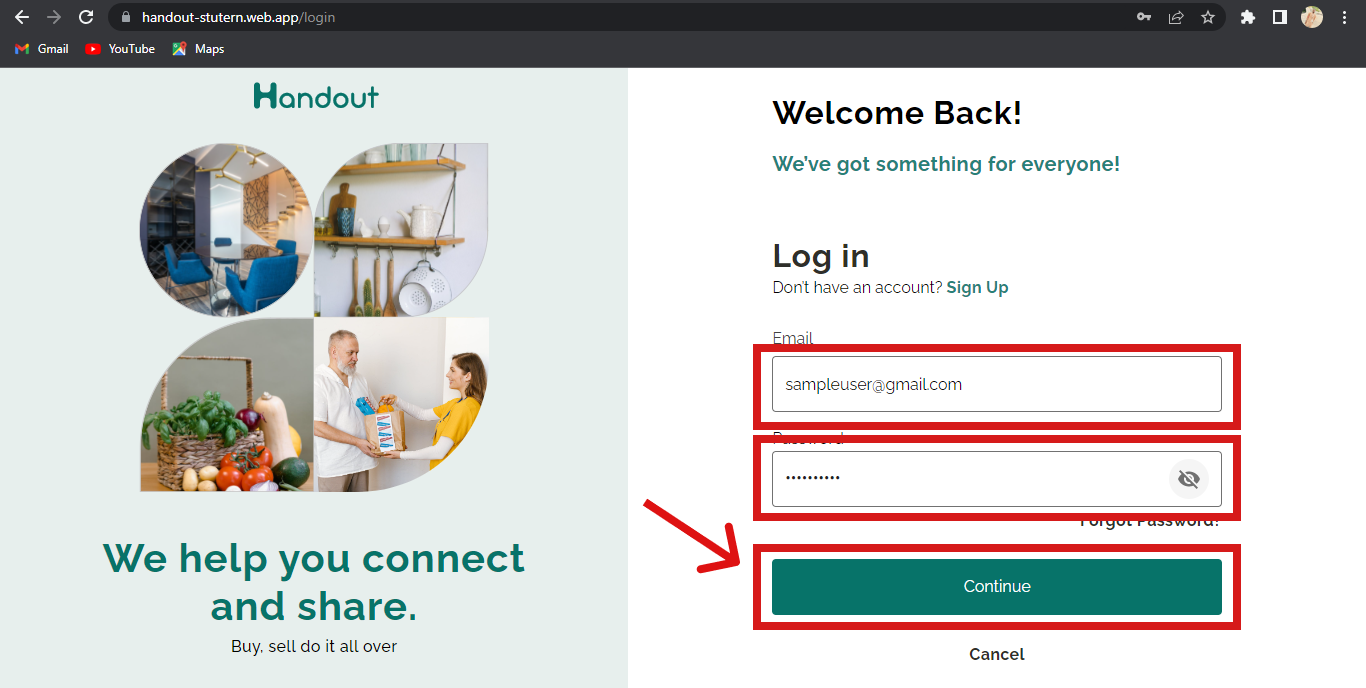 handout-stutern.web.app/login
Gmail
YouTube
Maps
Handout
We help you connect
and share.
Buy, sell do it all over
Welcome Back!
We've got something for everyone!
Log in
Don't have an account? Sign Up
Email
sampleuser@gmail.com
Password
••••••••••
Forgot Password?
Continue
Cancel